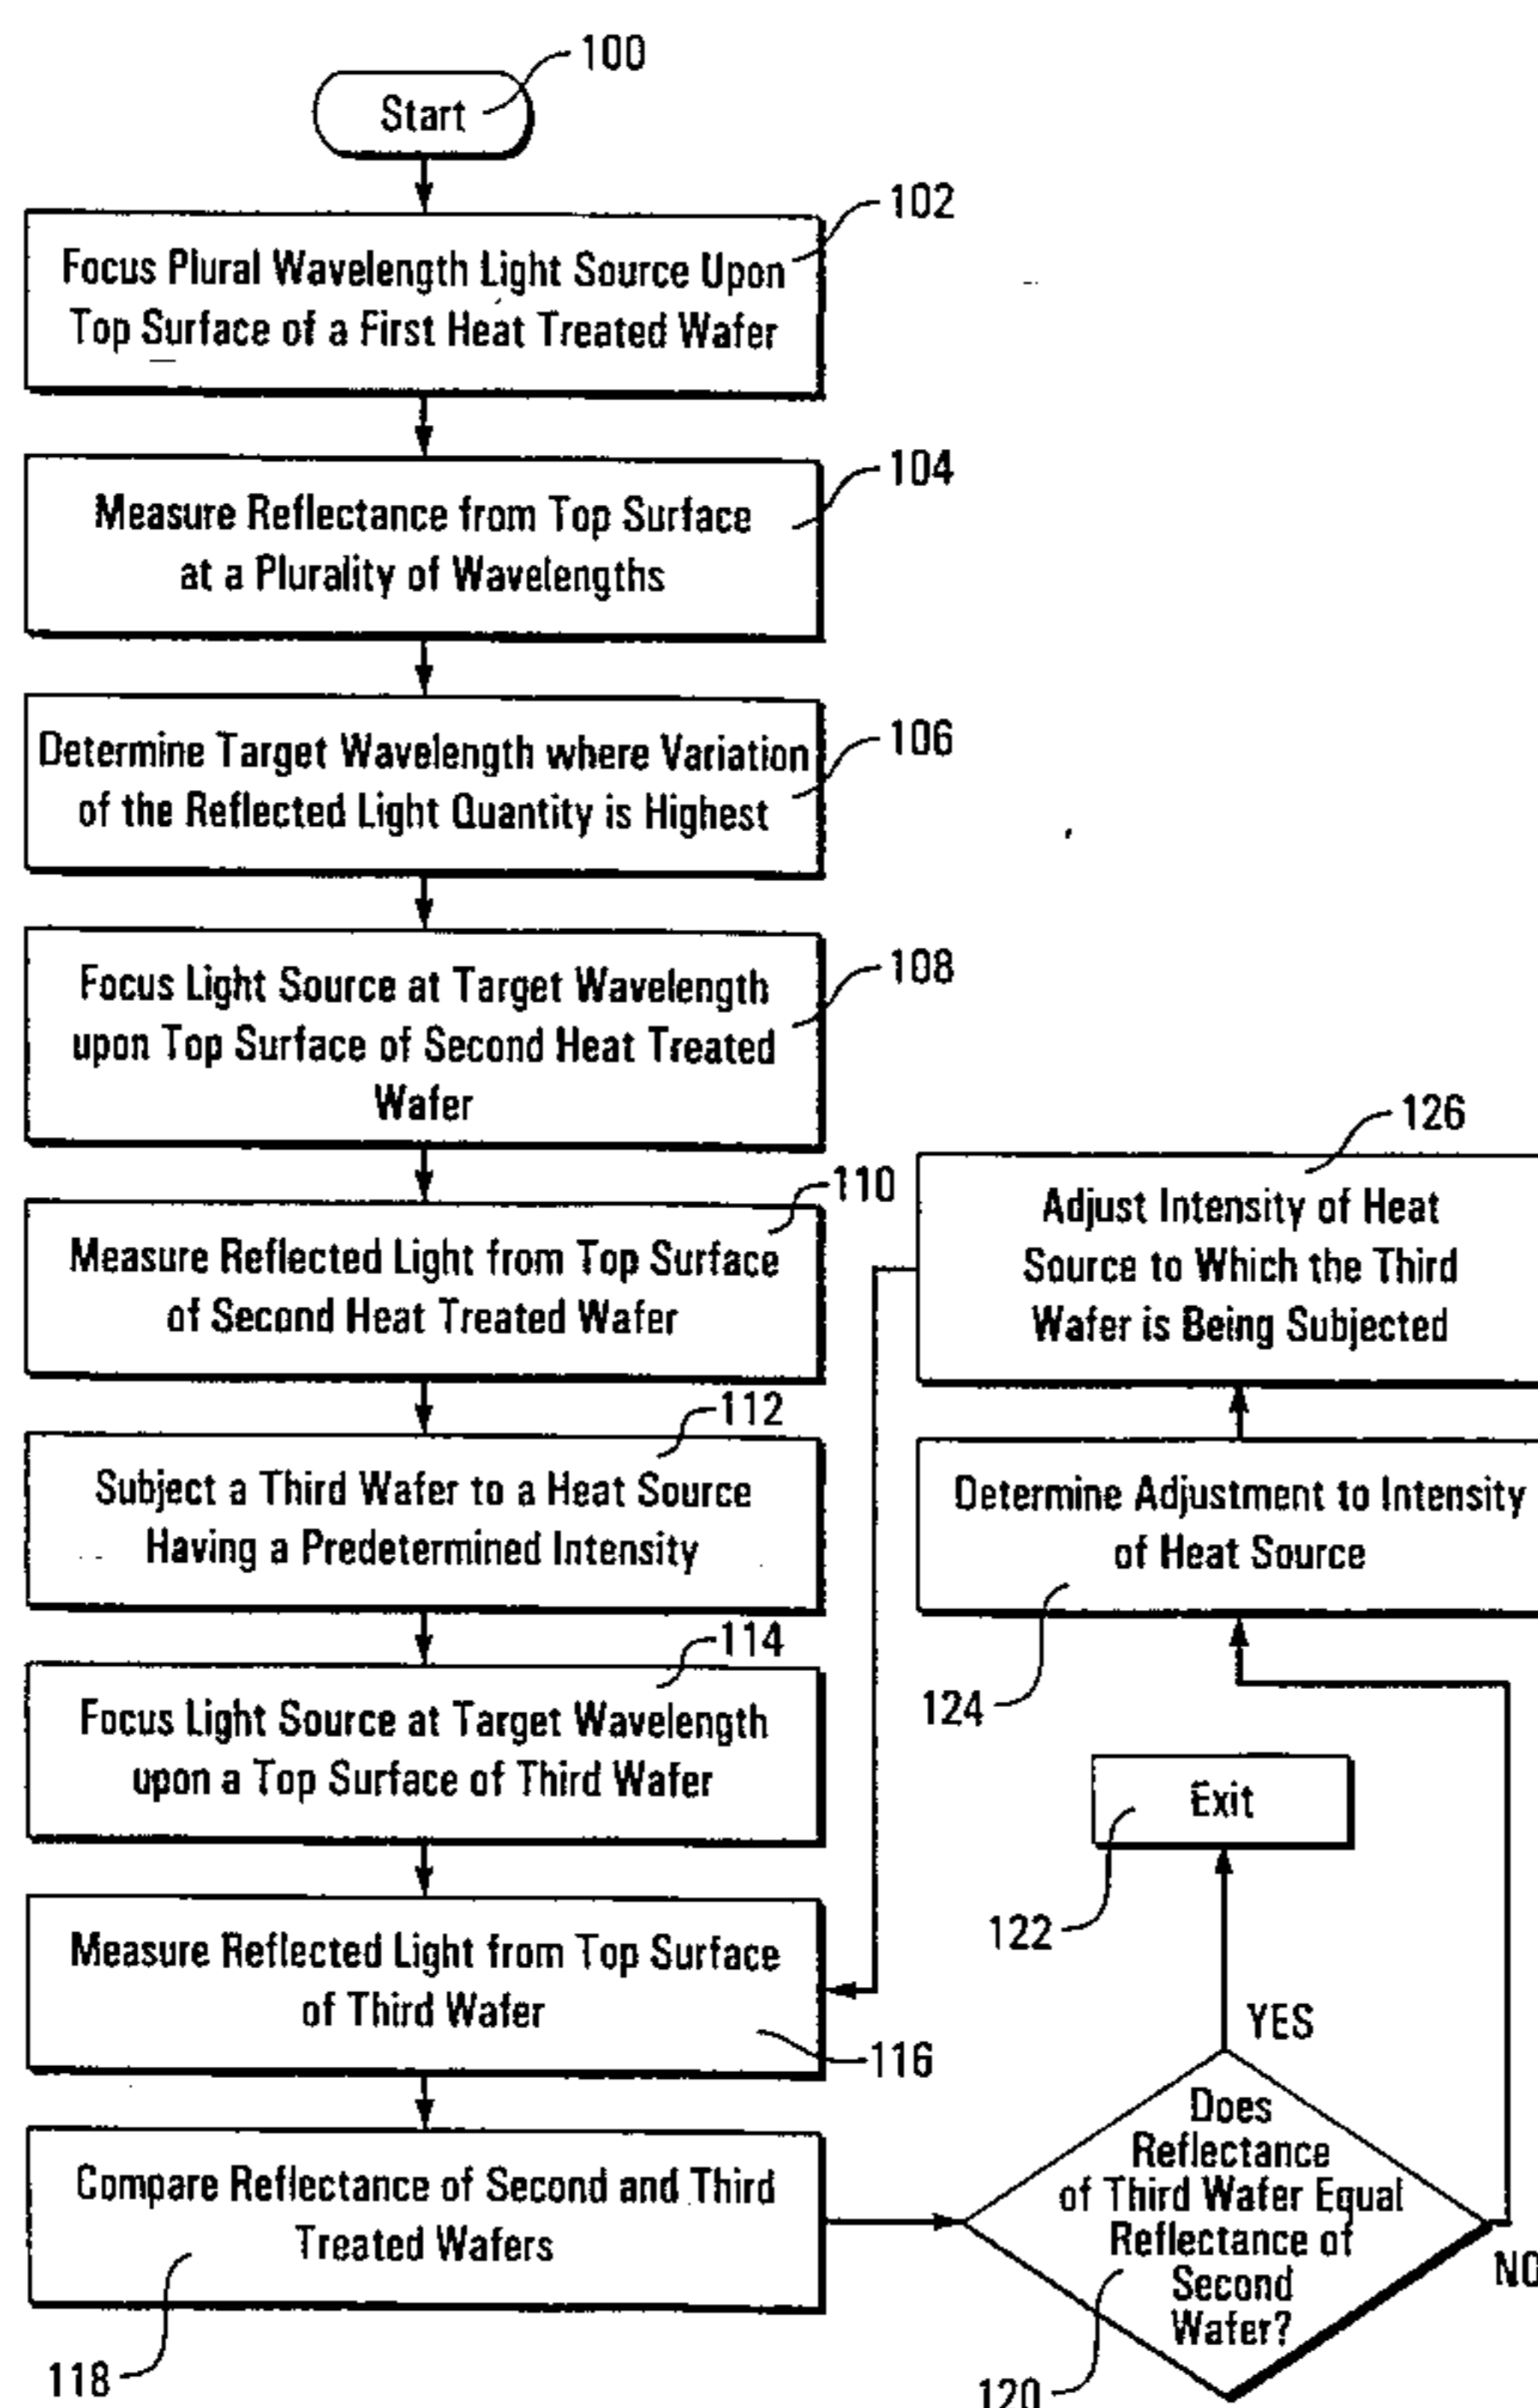 100
Start
102
Focus Plural Wavelength Light Source Upon
Top Surface of a First Heat Treated Wafer
104
Measure Reflectance from Top Surface
at a Plurality of Wavelengths
106
Determine Target Wavelength where Variation
of the Reflected Light Quantity is Highest
108
Focus Light Source at Target Wavelength
upon Top Surface of Second Heat Treated
Wafer
110
Measure Reflected Light from Top Surface
of Second Heat Treated Wafer
112
Subject a Third Wafer to a Heat Source
Having a Predetermined Intensity
114
Focus Light Source at Target Wavelength
upon a Top Surface of Third Wafer
Measure Reflected Light from Top Surface
of Third Wafer
116
Compare Reflectance of Second and Third
Treated Wafers
118
Does
Reflectance
of Third Wafer Equal
Reflectance of
Second
Wafer?
120
YES
NO
Exit
122
Determine Adjustment to Intensity
of Heat Source
124
126
Adjust Intensity of Heat
Source to Which the Third
Wafer is Being Subjected